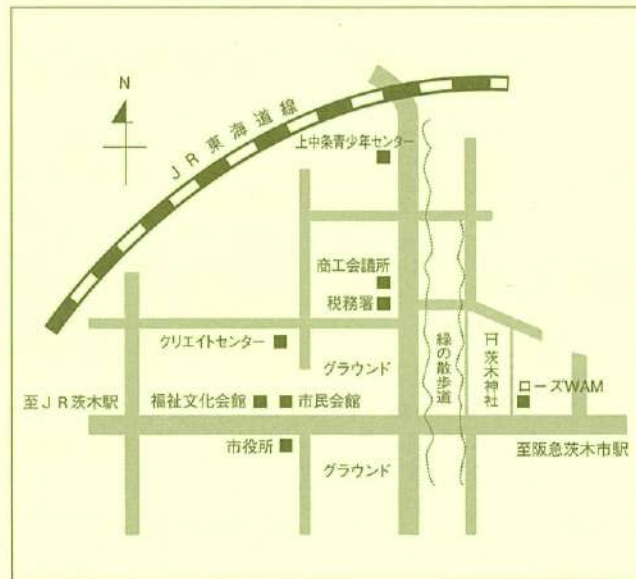 N
JR東海道線
上中条青少年センター
商工会議所
税務署
クリエイトセンター
グラウンド
緑の散歩道
茨木神社
ローズWAM
至JR茨木駅
福祉文化会館
市民会館
至阪急茨木市駅
市役所
グラウンド